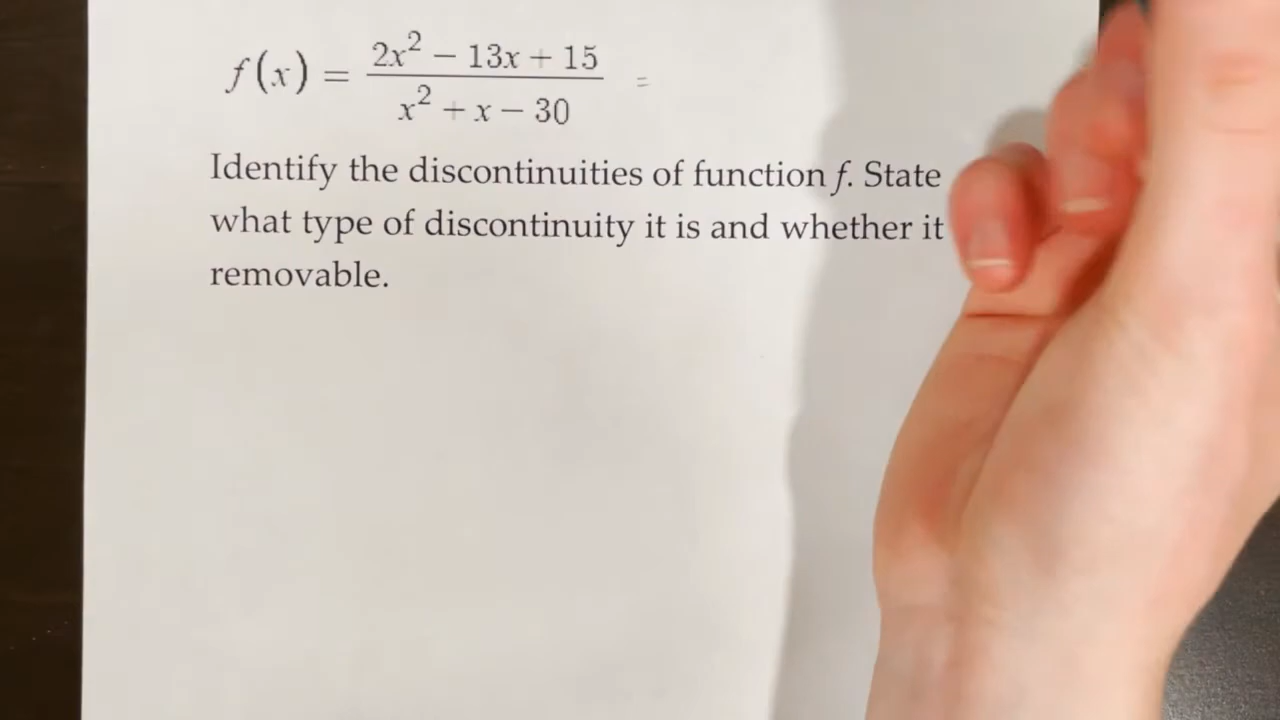 f(x) = \frac{2x^2 - 13x + 15}{x^2 + x - 30} =
Identify the discontinuities of function f. State
what type of discontinuity it is and whether it
removable.